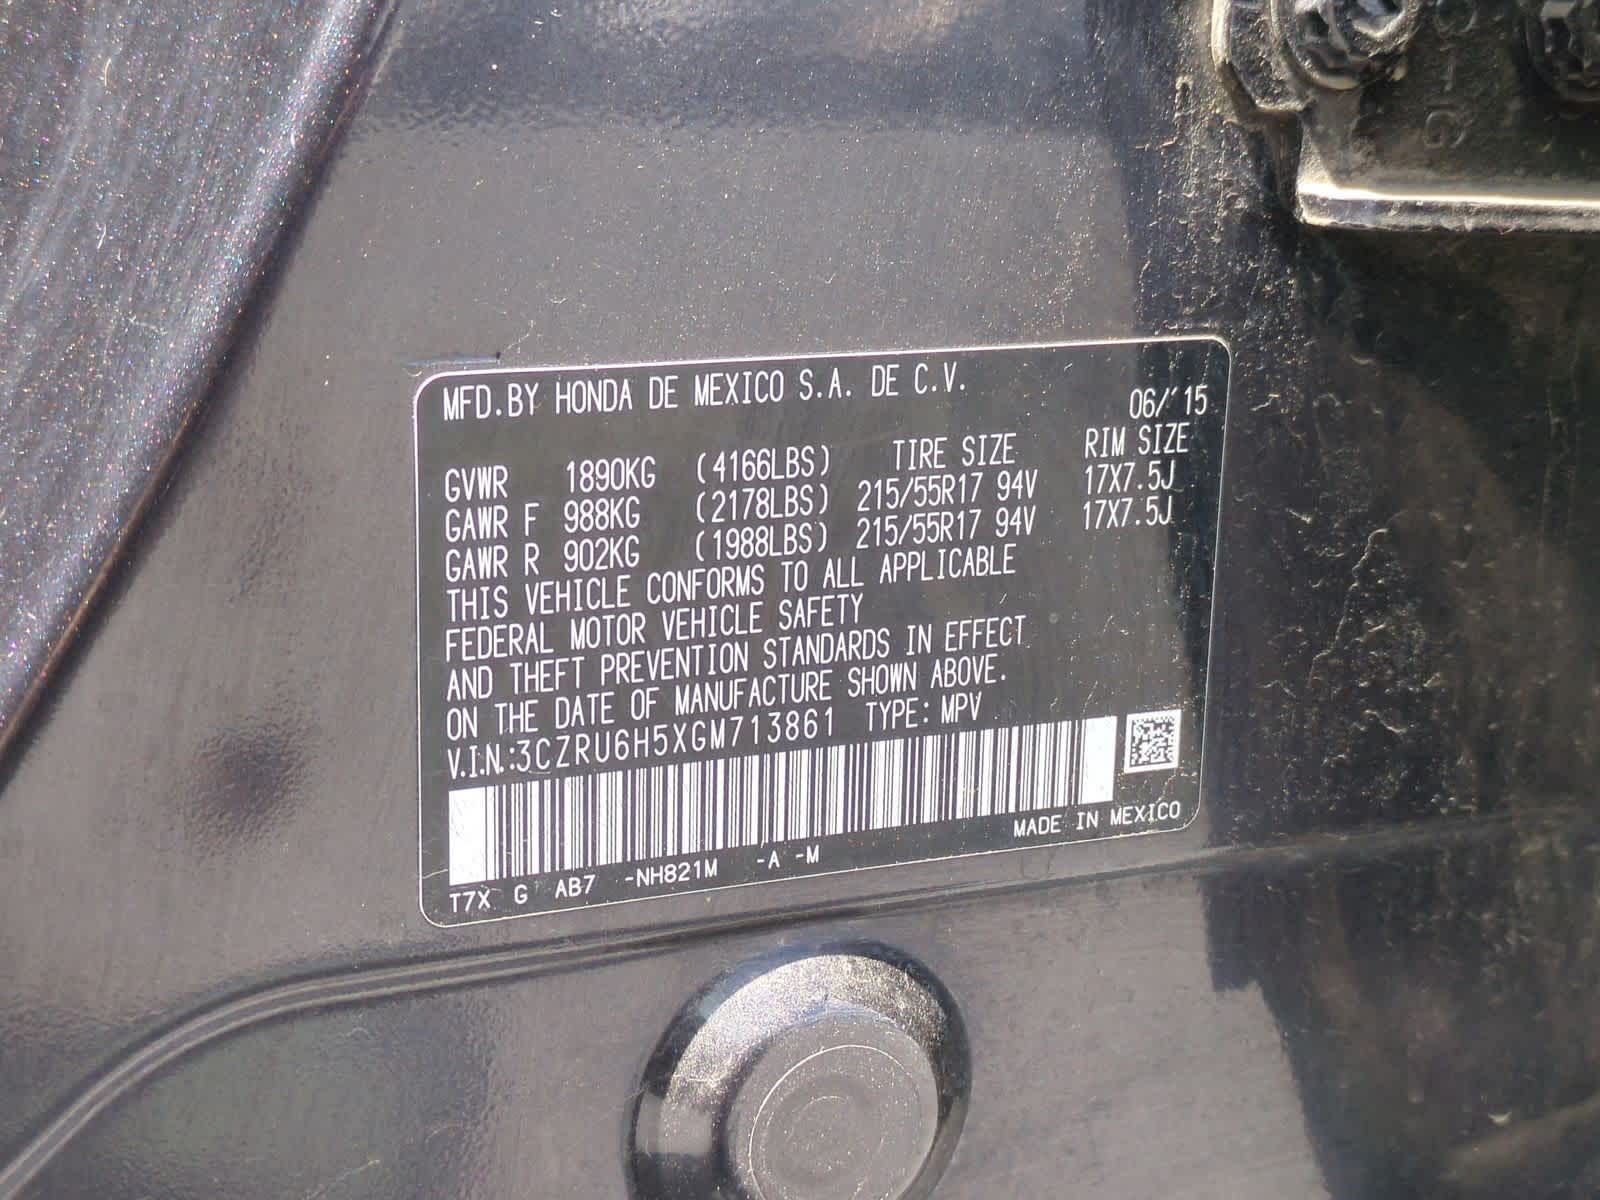 MFD.BY HONDA DE MEXICO S.A. DE C.V.
06/'15
TIRE SIZE RIM SIZE
GVWR 1890KG (4166LBS)
GAWR F 988KG (2178LBS) 215/55R17 94V 17X7.5J
GAWR R 902KG (1988LBS) 215/55R17 94V 17X7.5J
THIS VEHICLE CONFORMS TO ALL APPLICABLE
FEDERAL MOTOR VEHICLE SAFETY
AND THEFT PREVENTION STANDARDS IN EFFECT
ON THE DATE OF MANUFACTURE SHOWN ABOVE.
V.I.N.:3CZRU6H5XGM713861 TYPE: MPV
MADE IN MEXICO
T7X G AB7 -NH821M -A -M